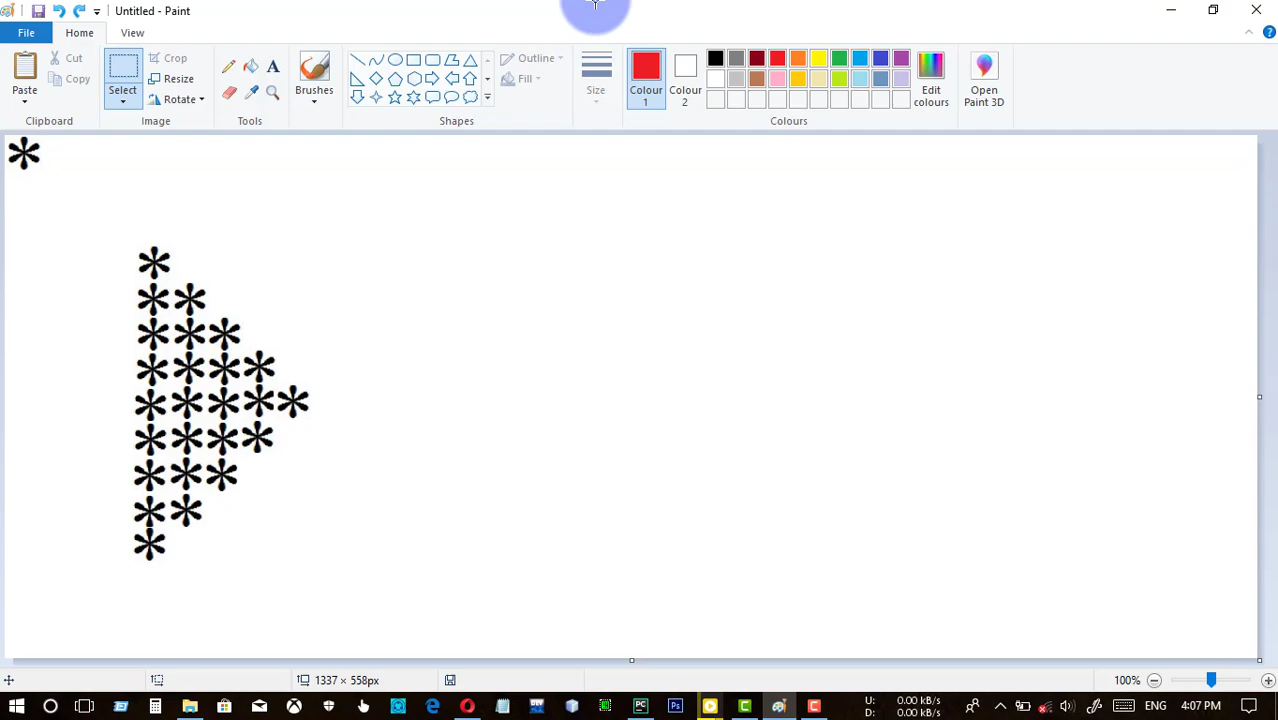 Untitled - Paint
File Home View
Paste
Cut
Copy
Clipboard
Select
Crop
Resize
Rotate
Image
A
Tools
Brushes
Shapes
Outline
Fill
Size
Colour 1
Colour 2
Edit colours
Colours
Open Paint 3D
*
*
* *
* * *
* * * *
* * * * *
* * * *
* * *
* *
*
1337 × 558px
100%
PC
Ps
U: 0.00 kB/s
D: 0.00 kB/s
ENG
4:07 PM